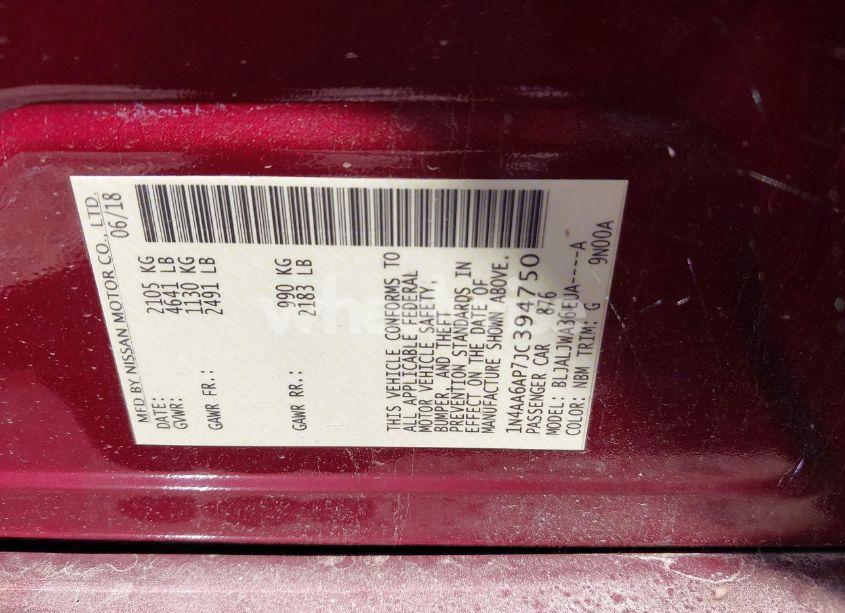 MFD BY NISSAN MOTOR CO., LTD.
DATE: 06/18
GVWR: 2105 KG
4641 LB
GAWR FR.: 1130 KG
2491 LB
GAWR RR.: 990 KG
2183 LB
THIS VEHICLE CONFORMS TO
ALL APPLICABLE FEDERAL
MOTOR VEHICLE SAFETY,
BUMPER, AND THEFT
PREVENTION STANDARDS IN
EFFECT ON THE DATE OF
MANUFACTURE SHOWN ABOVE.
1N4AA6AP7JC394750
PASSENGER CAR 876
MODEL: BLJALJWA36EUA----A
COLOR: NBM TRIM: G 9N00A